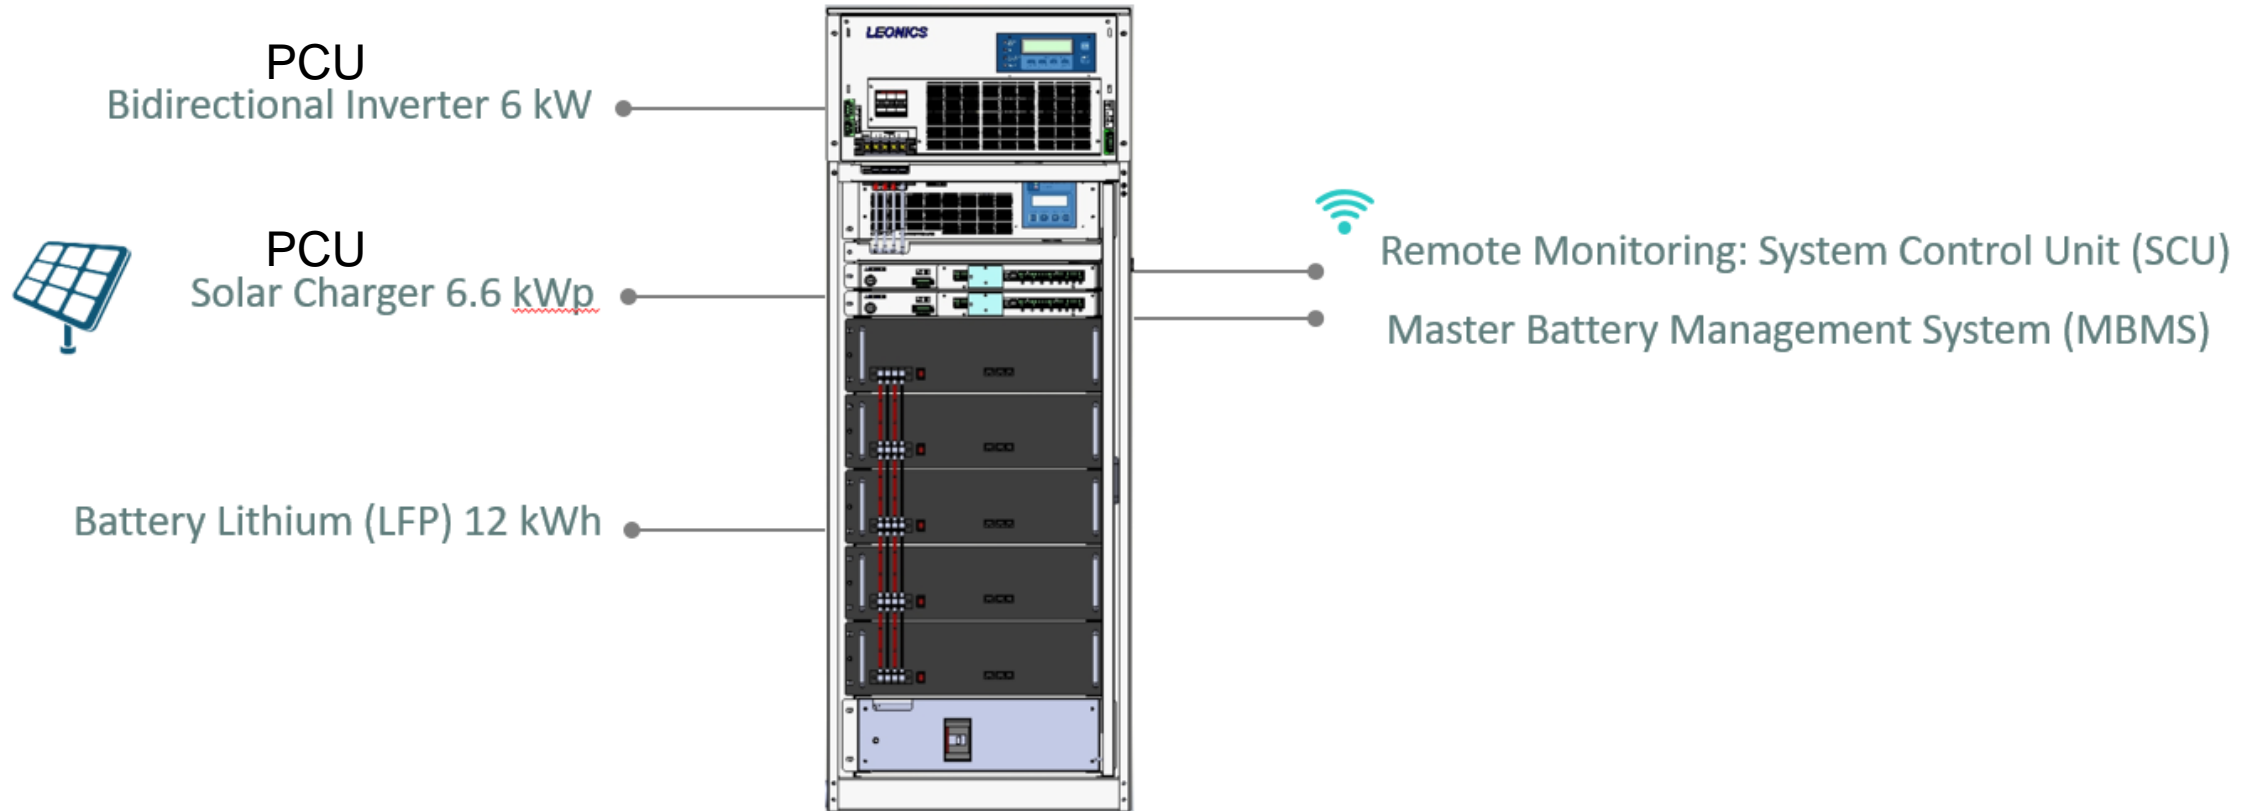 LEONICS
PCU
Bidirectional Inverter 6 kW
PCU
Solar Charger 6.6 kWp
Battery Lithium (LFP) 12 kWh
Remote Monitoring: System Control Unit (SCU)
Master Battery Management System (MBMS)